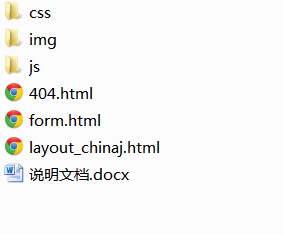 css
img
js
404.html
form.html
layout_chinaj.html
说明文档.docx